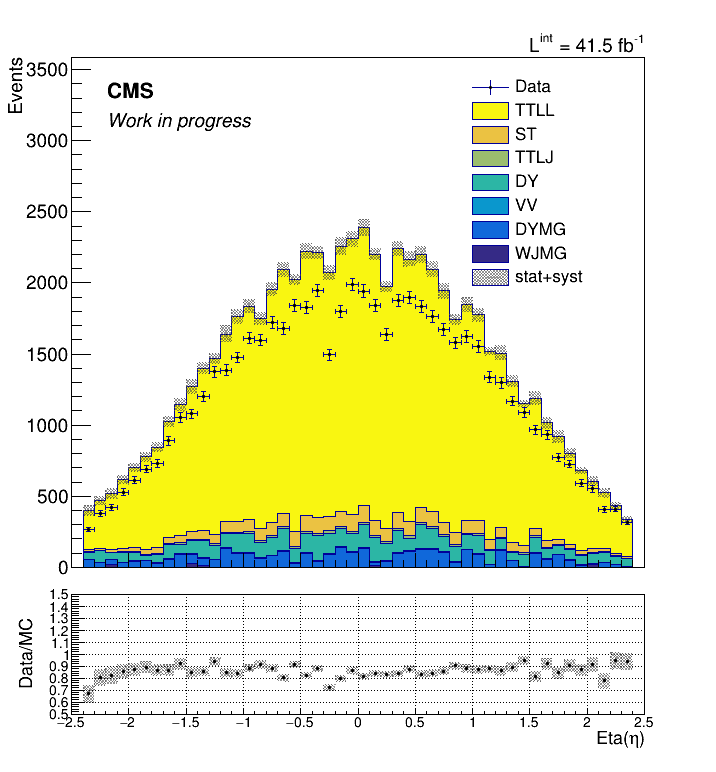 L^int = 41.5 fb^-1
Events
3500
3000
2500
2000
1500
1000
500
0
CMS
Work in progress
Data
TTLL
ST
TTLJ
DY
VV
DYMG
WJMG
stat+syst
Data/MC
1.5
1.4
1.3
1.2
1.1
1
0.9
0.8
0.7
0.6
0.5
−2.5 −2 −1.5 −1 −0.5 0 0.5 1 1.5 2 2.5
Eta(η)